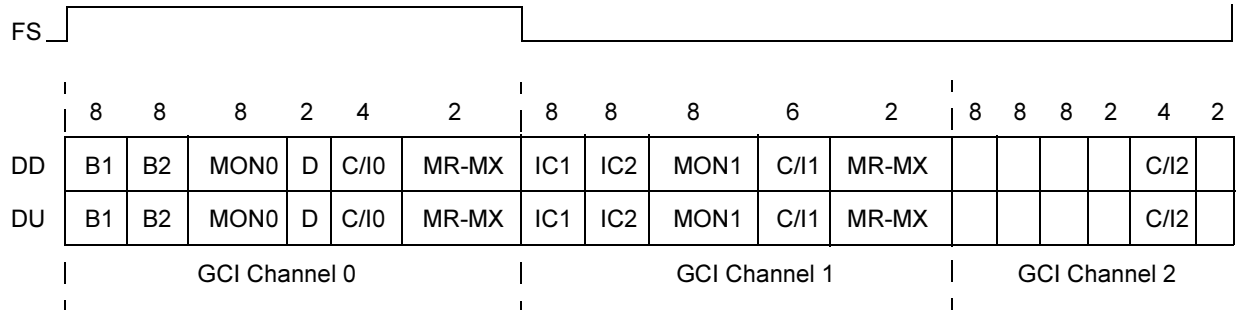 FS
8 8 8 2 4 2 8 8 8 6 2 8 8 8 2 4 2
DD B1 B2 MON0 D C/I0 MR-MX IC1 IC2 MON1 C/I1 MR-MX C/I2
DU B1 B2 MON0 D C/I0 MR-MX IC1 IC2 MON1 C/I1 MR-MX C/I2
GCI Channel 0 GCI Channel 1 GCI Channel 2